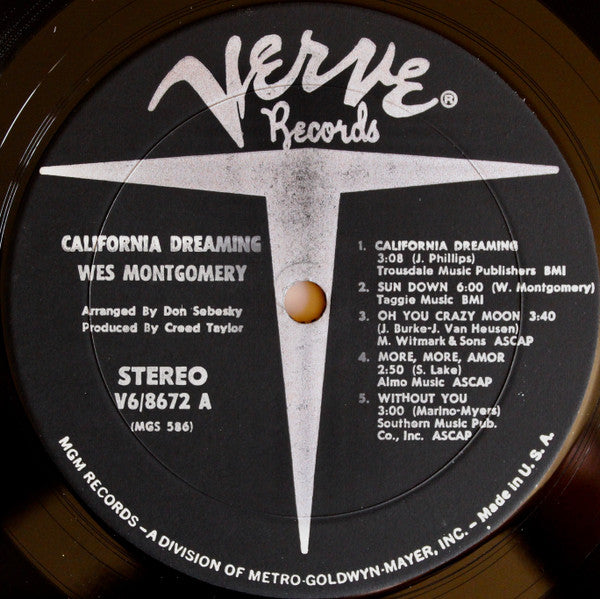 Verve®
Records
CALIFORNIA DREAMING
WES MONTGOMERY
Arranged By Don Sebesky
Produced By Creed Taylor
STEREO
V6/8672 A
(MGS 586)
1. CALIFORNIA DREAMING
3:08 (J. Phillips)
Trousdale Music Publishers BMI
2. SUN DOWN 6:00 (W. Montgomery)
Taggie Music BMI
3. OH YOU CRAZY MOON 3:40
(J. Burke-J. Van Heusen)
M. Witmark & Sons ASCAP
4. MORE, MORE, AMOR
2:50 (S. Lake)
Almo Music ASCAP
5. WITHOUT YOU
3:00 (Marino-Myers)
Southern Music Pub.
Co., Inc. ASCAP
MGM RECORDS – A DIVISION OF METRO-GOLDWYN-MAYER, INC. – Made in U.S.A.